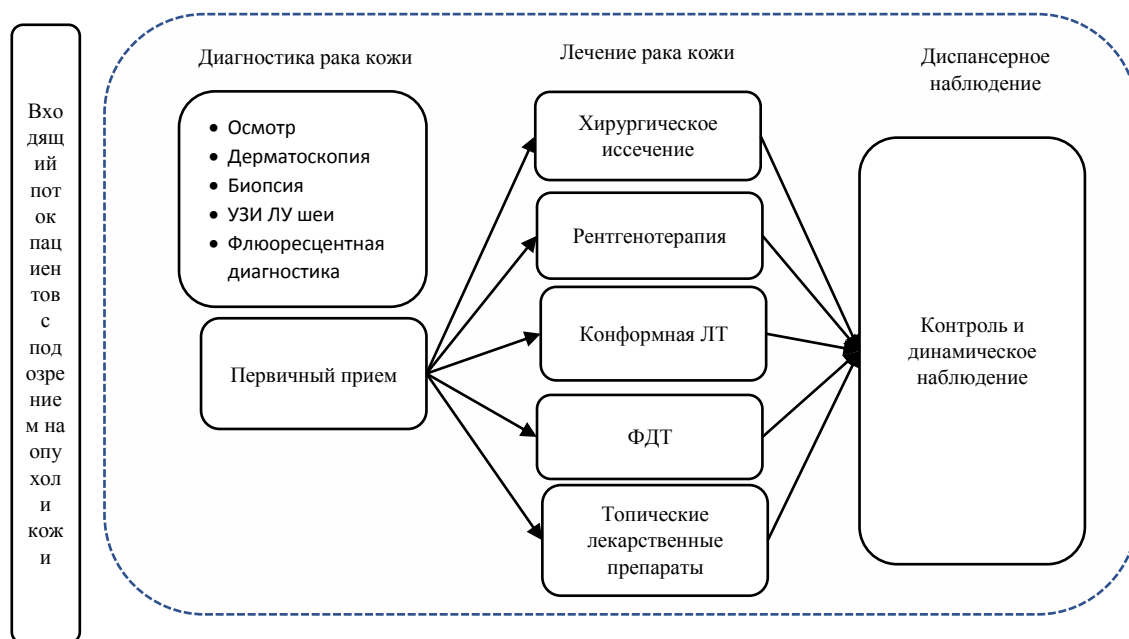 Вхо
дящ
ий
пот
ок
пац
иен
тов
с
под
озре
ние
м на
опу
хол
и
кож
и
Диагностика рака кожи
• Осмотр
• Дерматоскопия
• Биопсия
• УЗИ ЛУ шеи
• Флюоресцентная
диагностика
Первичный прием
Лечение рака кожи
Хирургическое
иссечение
Рентгенотерапия
Конформная ЛТ
ФДТ
Топические
лекарственные
препараты
Диспансерное
наблюдение
Контроль и
динамическое
наблюдение